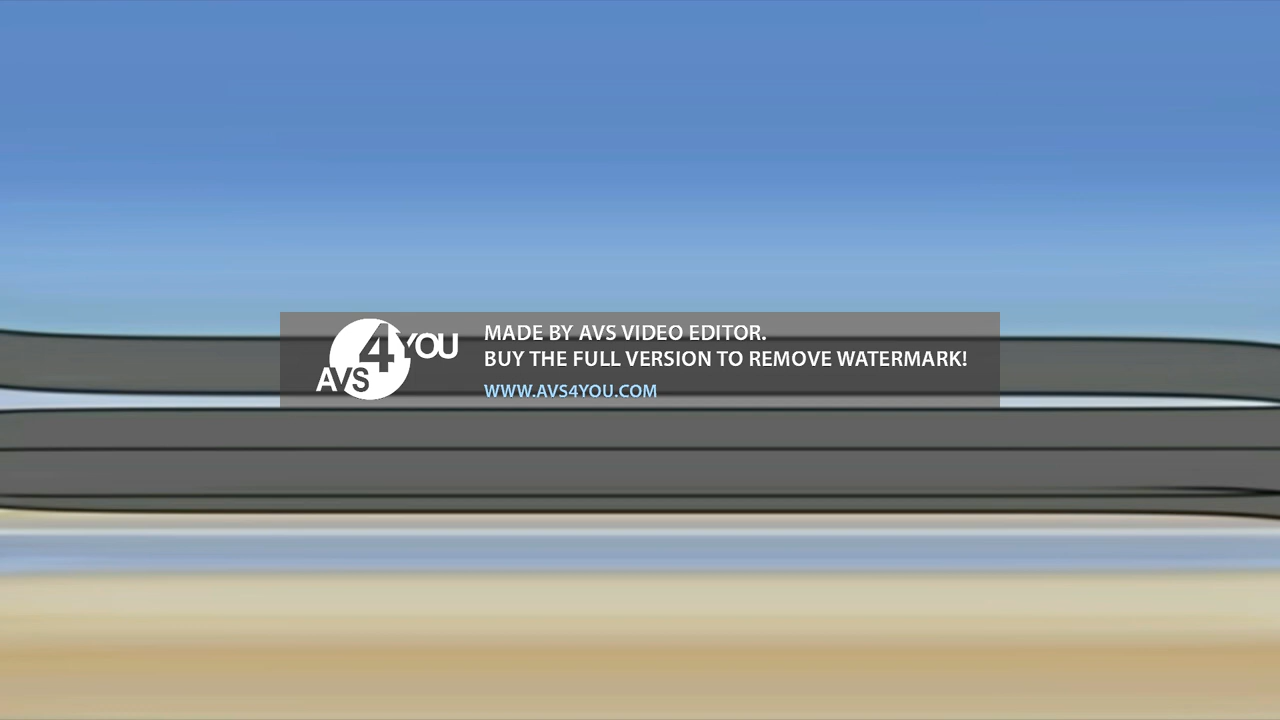 AVS4YOU
MADE BY AVS VIDEO EDITOR.
BUY THE FULL VERSION TO REMOVE WATERMARK!
WWW.AVS4YOU.COM